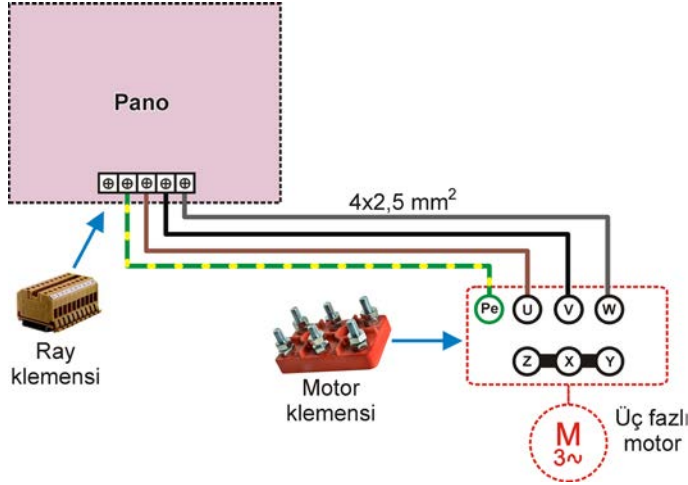 Pano
4x2,5 mm²
Pe U V W
Z X Y
Ray
klemensi
Motor
klemensi
M
3~
Üç fazlı
motor